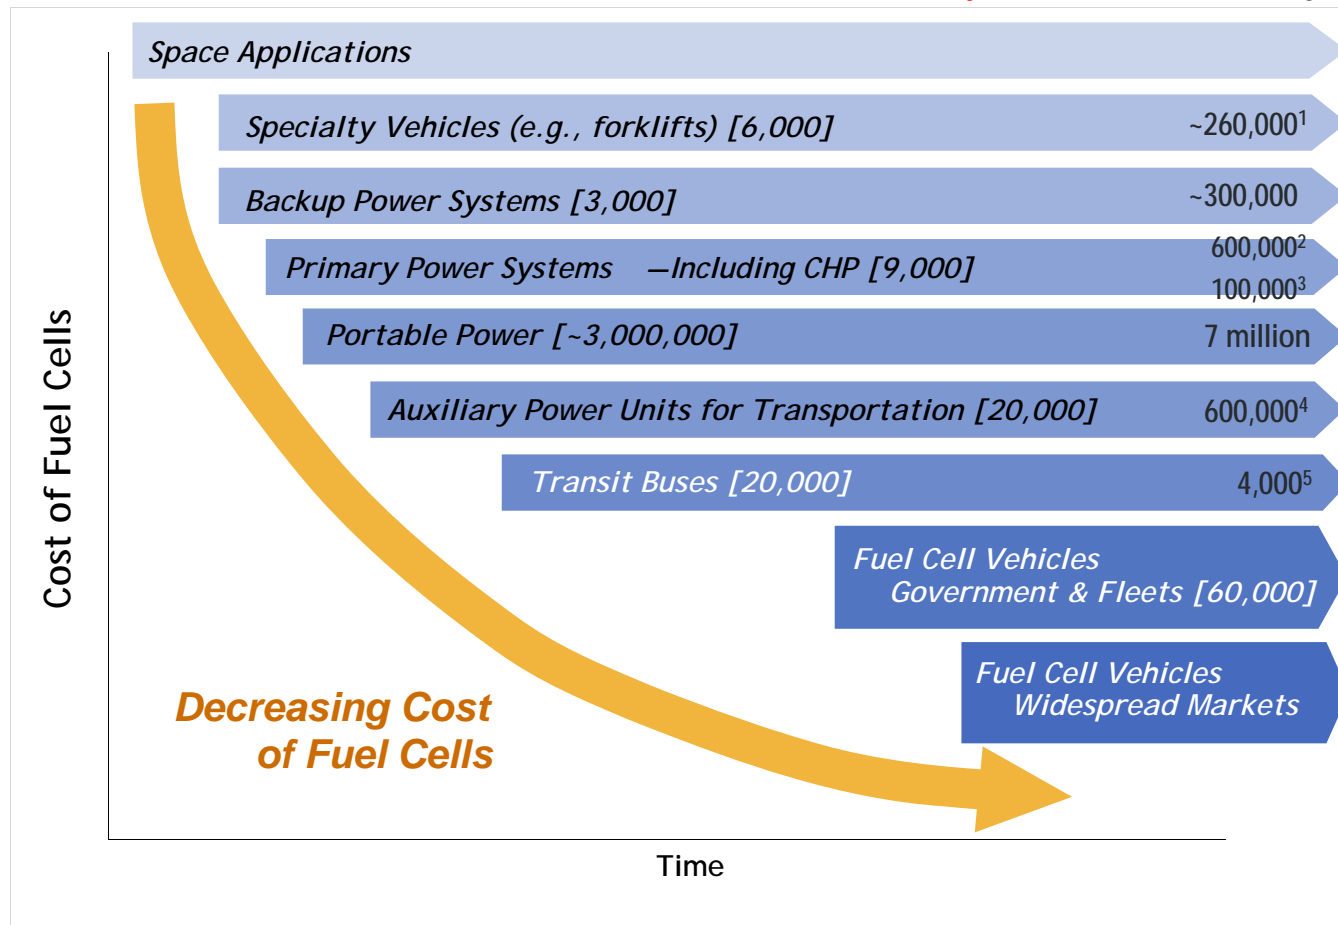 Space Applications
Specialty Vehicles (e.g., forklifts) [6,000] ~260,000¹
Backup Power Systems [3,000] ~300,000
Primary Power Systems —Including CHP [9,000] 600,000²
100,000³
Portable Power [~3,000,000] 7 million
Auxiliary Power Units for Transportation [20,000] 600,000⁴
Transit Buses [20,000] 4,000⁵
Fuel Cell Vehicles
Government & Fleets [60,000]
Fuel Cell Vehicles
Widespread Markets
Decreasing Cost
of Fuel Cells
Cost of Fuel Cells
Time